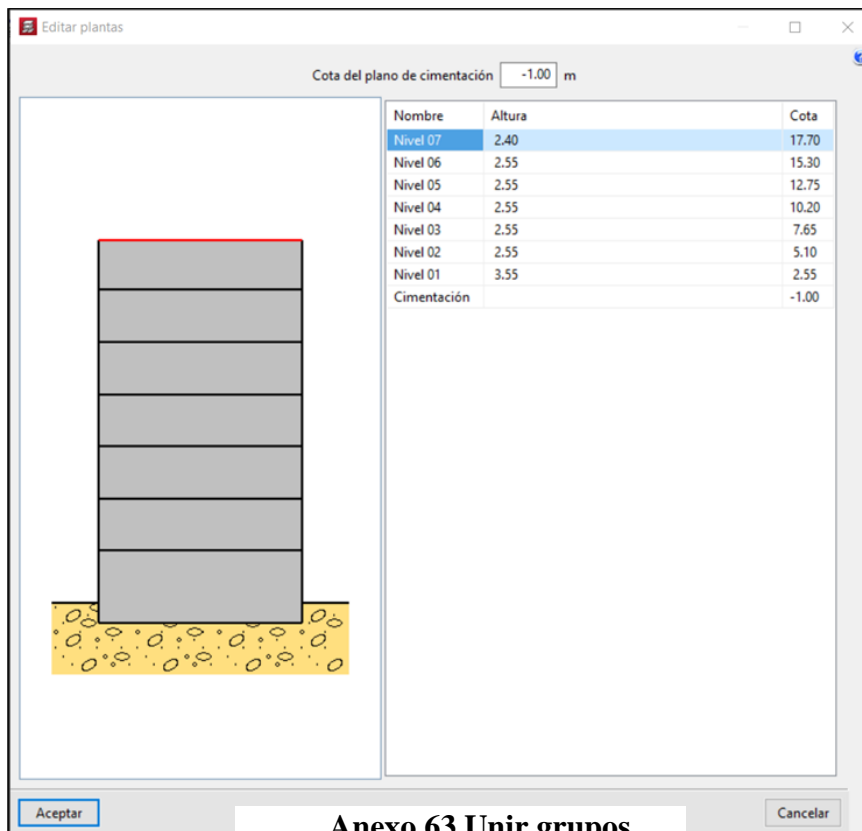 Editar plantas
Cota del plano de cimentación -1.00 m
Nombre Altura Cota
Nivel 07 2.40 17.70
Nivel 06 2.55 15.30
Nivel 05 2.55 12.75
Nivel 04 2.55 10.20
Nivel 03 2.55 7.65
Nivel 02 2.55 5.10
Nivel 01 3.55 2.55
Cimentación -1.00
Aceptar Cancelar
Anexo 63 Unir grupos